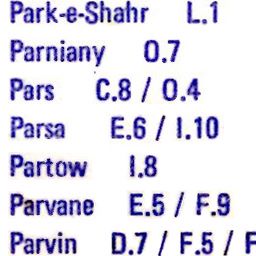 Park-e-Shahr L.1
Parniany O.7
Pars C.8 / O.4
Parsa E.6 / I.10
Partow I.8
Parvane E.5 / F.9
Parvin D.7 / F.5 / F